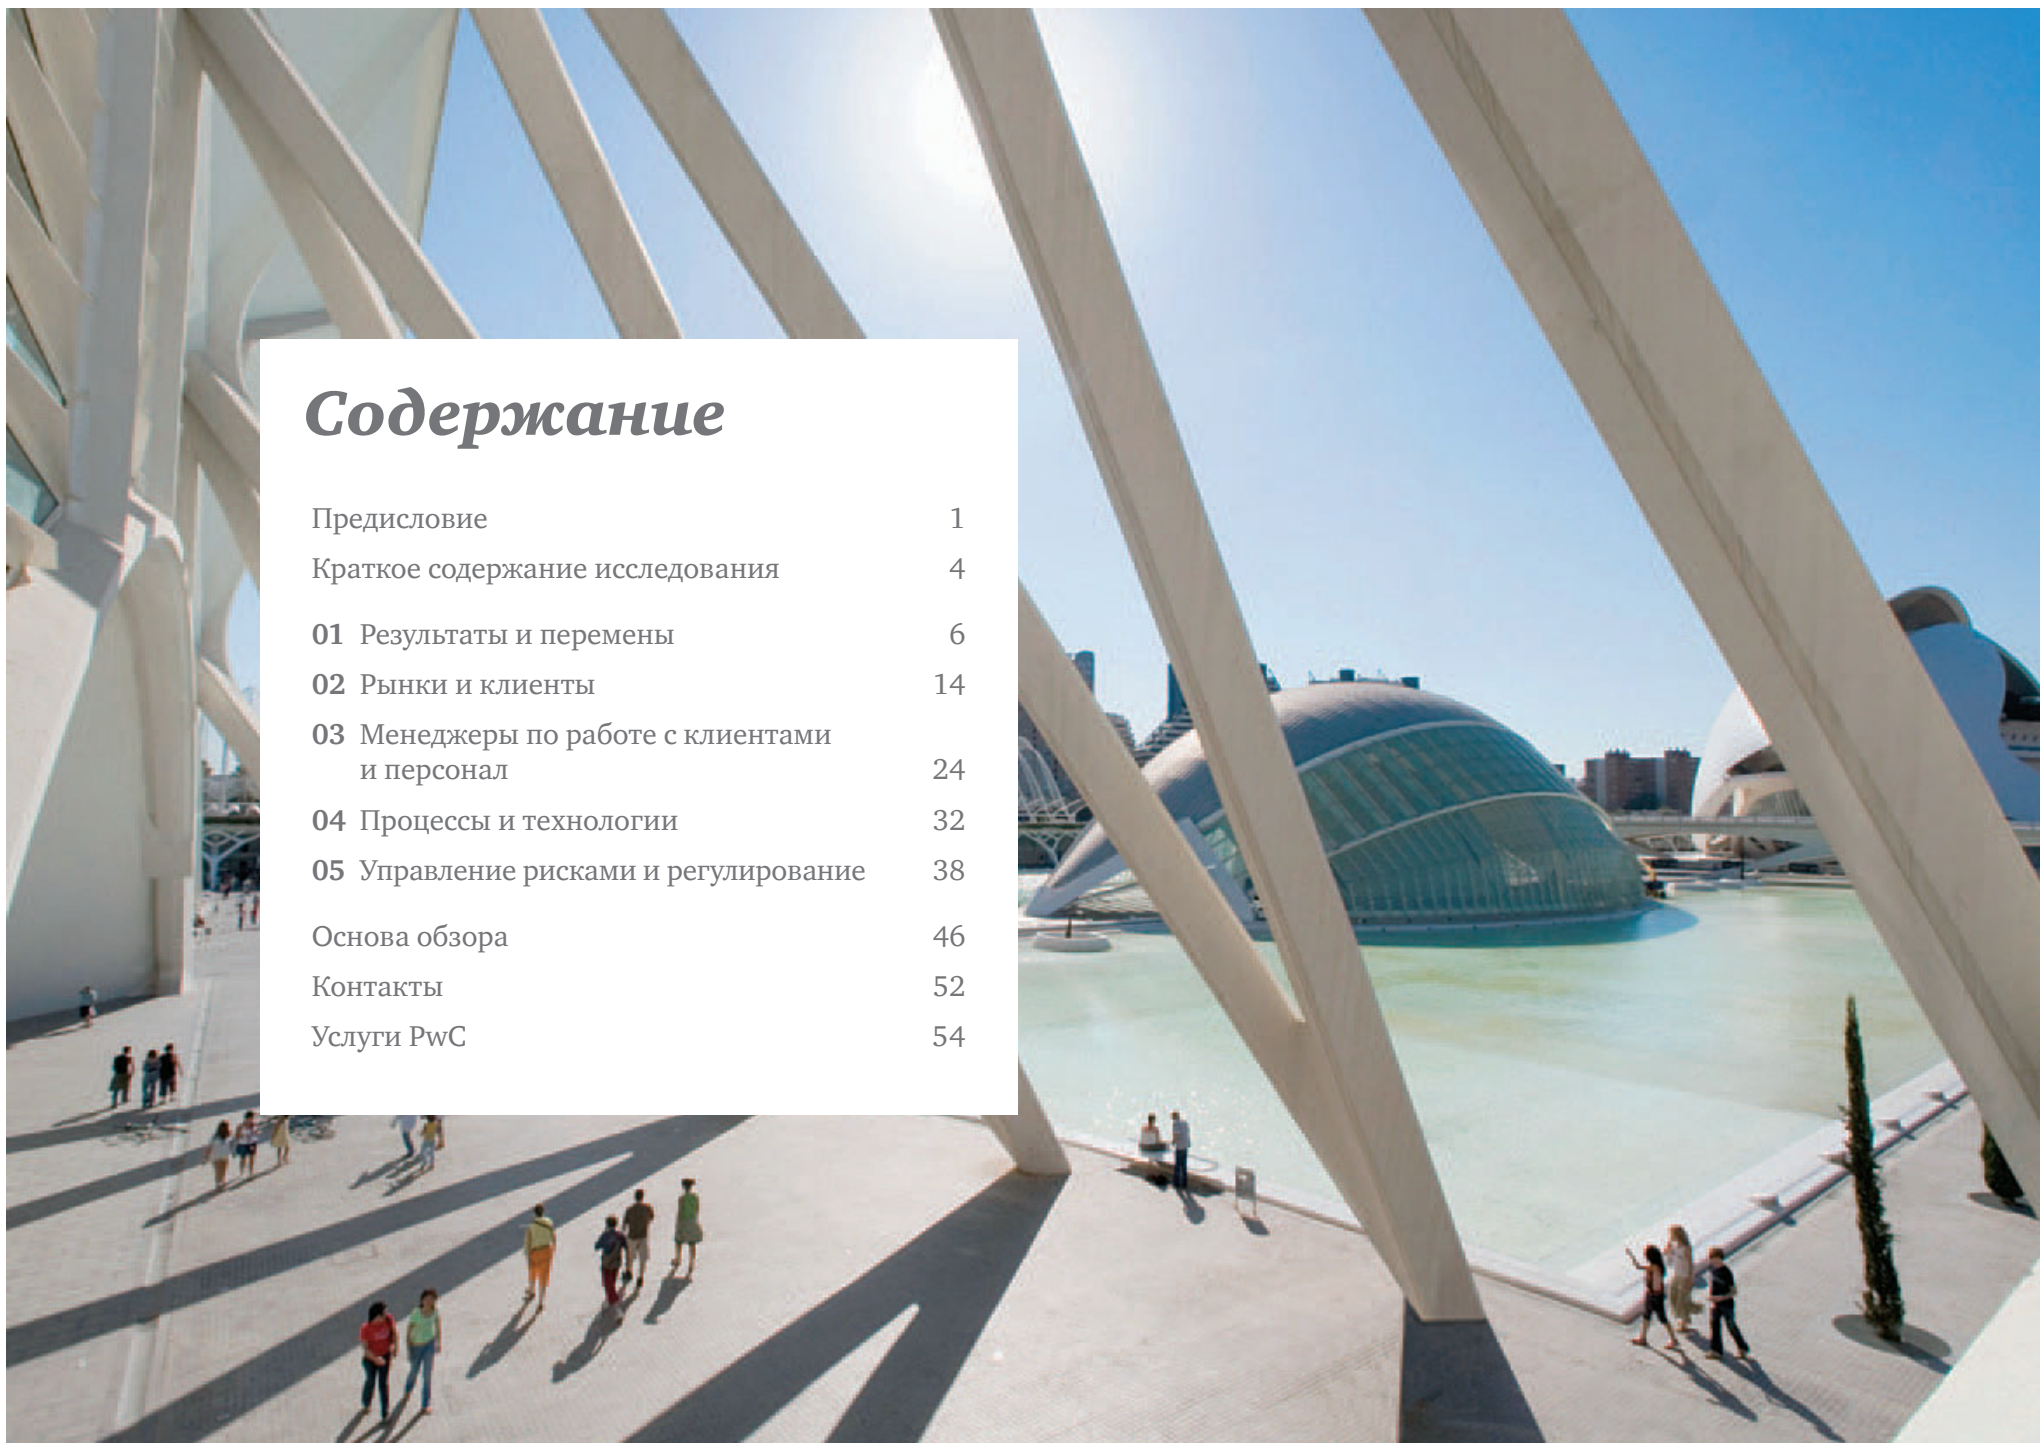 Содержание
Предисловие 1
Краткое содержание исследования 4
01 Результаты и перемены 6
02 Рынки и клиенты 14
03 Менеджеры по работе с клиентами
и персонал 24
04 Процессы и технологии 32
05 Управление рисками и регулирование 38
Основа обзора 46
Контакты 52
Услуги PwC 54